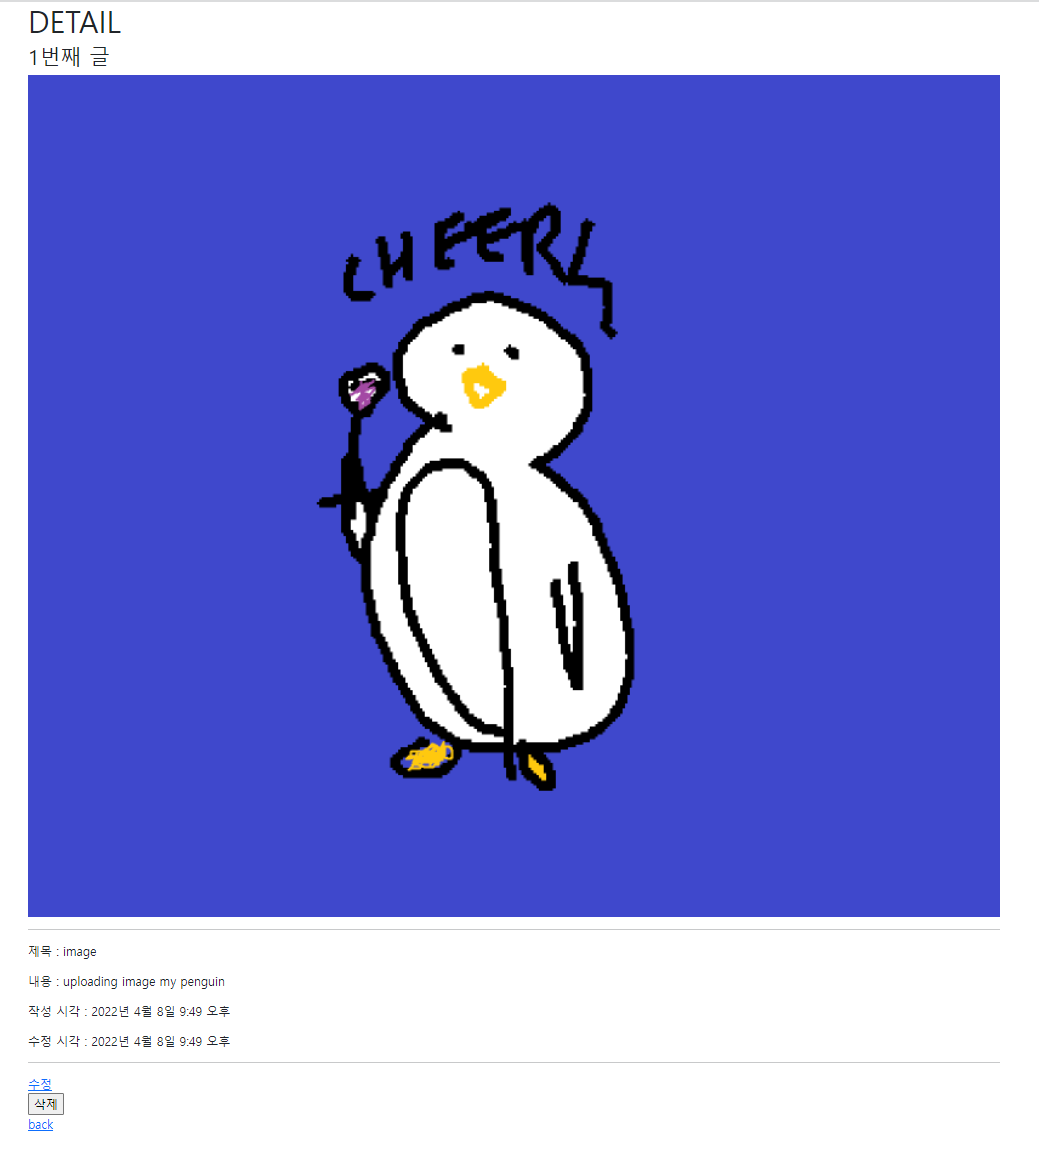 DETAIL
1번째 글
CHEERL
제목 : image
내용 : uploading image my penguin
작성 시각 : 2022년 4월 8일 9:49 오후
수정 시각 : 2022년 4월 8일 9:49 오후
수정
삭제
back